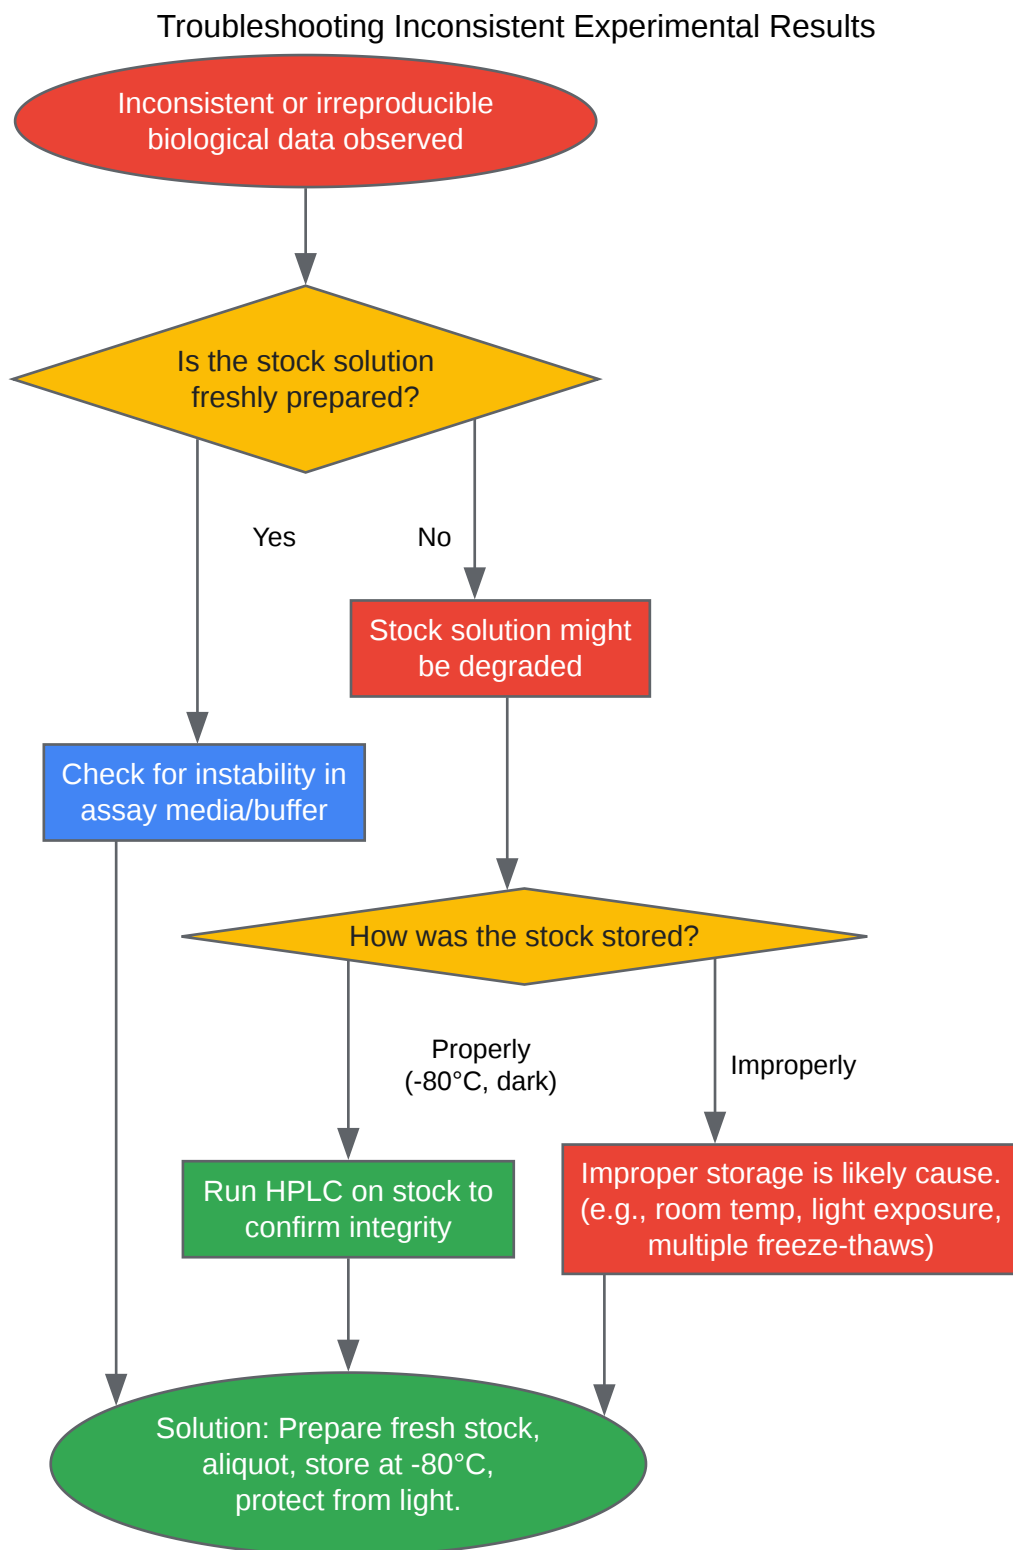 Troubleshooting Inconsistent Experimental Results
Inconsistent or irreproducible
biological data observed
Is the stock solution
freshly prepared?
Yes
No
Stock solution might
be degraded
Check for instability in
assay media/buffer
How was the stock stored?
Properly
(-80°C, dark)
Improperly
Run HPLC on stock to
confirm integrity
Improper storage is likely cause.
(e.g., room temp, light exposure,
multiple freeze-thaws)
Solution: Prepare fresh stock,
aliquot, store at -80°C,
protect from light.